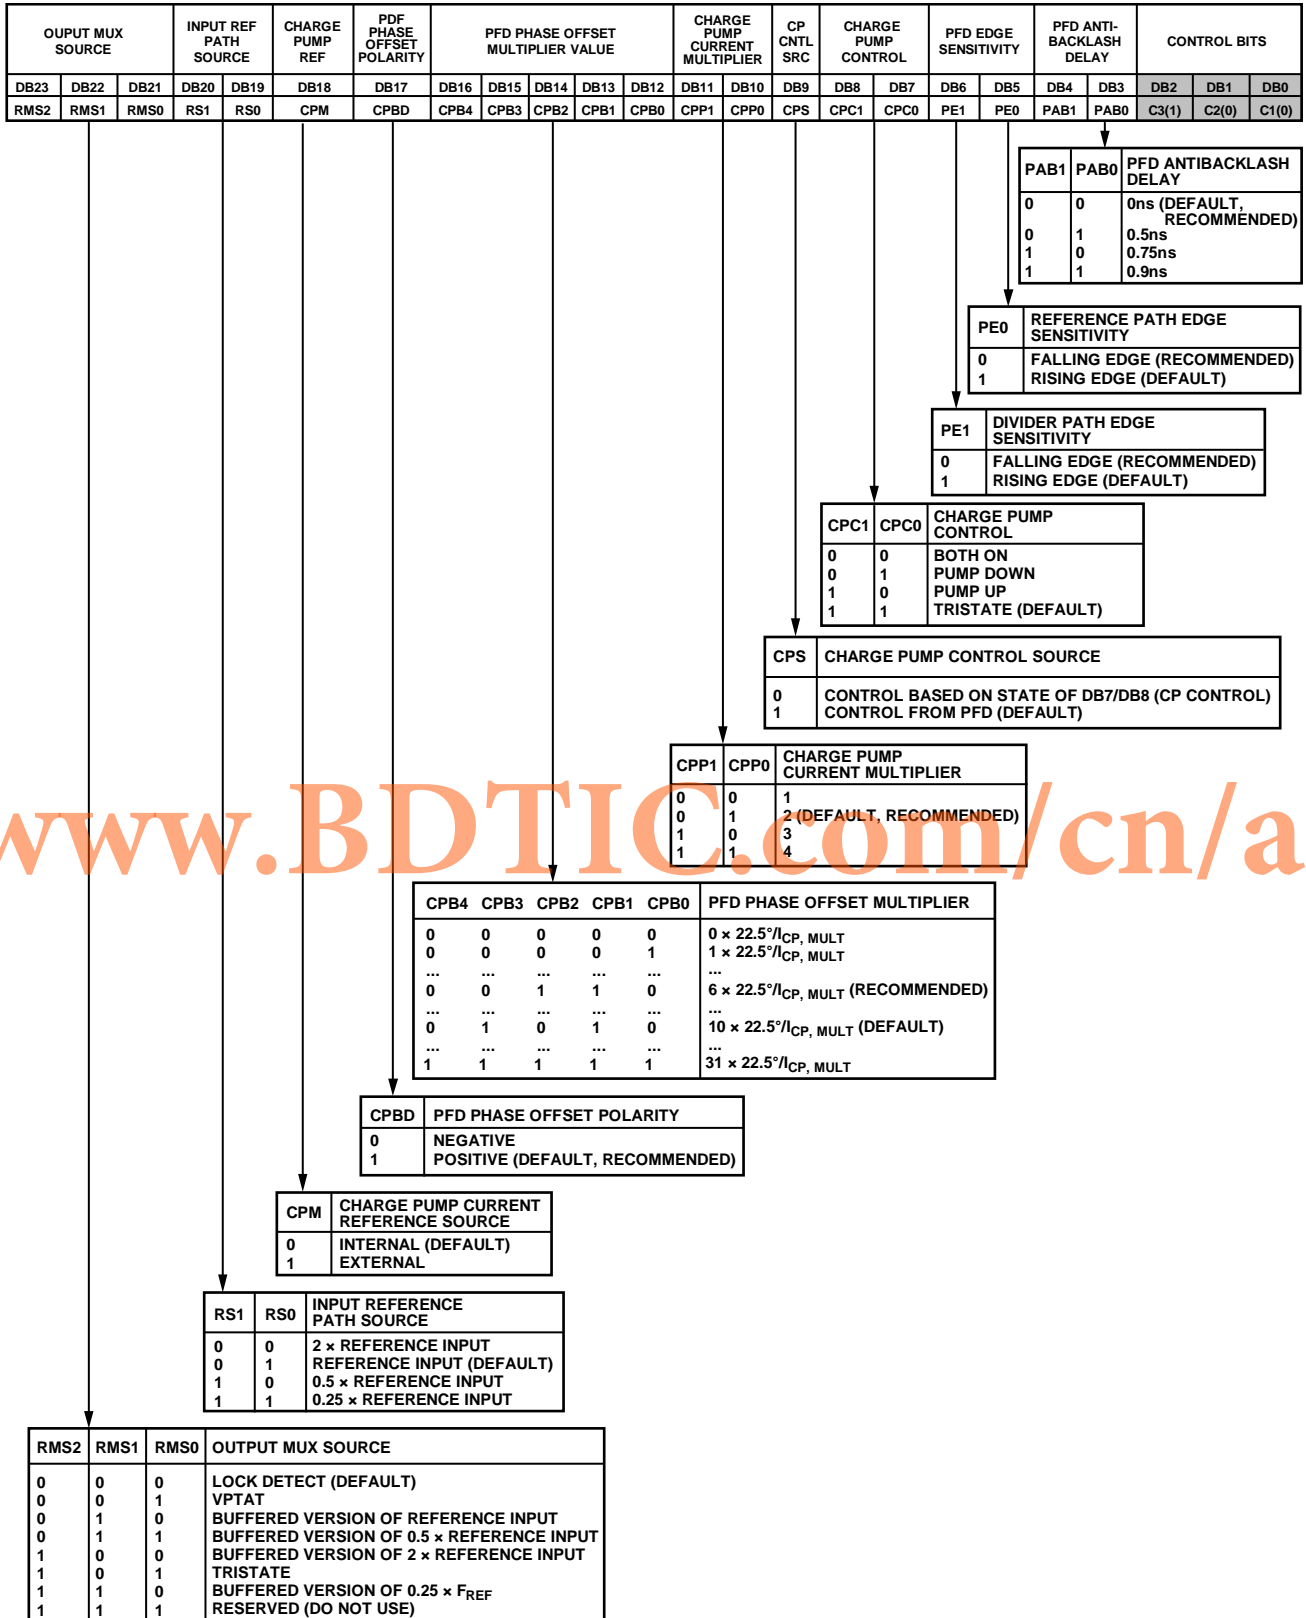 OUPUT MUX SOURCE
INPUT REF PATH SOURCE
CHARGE PUMP REF
PDF PHASE OFFSET POLARITY
PFD PHASE OFFSET MULTIPLIER VALUE
CHARGE PUMP CURRENT MULTIPLIER
CP CNTL SRC
CHARGE PUMP CONTROL
PFD EDGE SENSITIVITY
PFD ANTI-BACKLASH DELAY
CONTROL BITS
DB23 DB22 DB21 DB20 DB19 DB18 DB17 DB16 DB15 DB14 DB13 DB12 DB11 DB10 DB9 DB8 DB7 DB6 DB5 DB4 DB3 DB2 DB1 DB0
RMS2 RMS1 RMS0 RS1 RS0 CPM CPBD CPB4 CPB3 CPB2 CPB1 CPB0 CPP1 CPP0 CPS CPC1 CPC0 PE1 PE0 PAB1 PAB0 C3(1) C2(0) C1(0)
PAB1 PAB0 PFD ANTIBACKLASH DELAY
0 0 0ns (DEFAULT, RECOMMENDED)
0 1 0.5ns
1 0 0.75ns
1 1 0.9ns
PE0 REFERENCE PATH EDGE SENSITIVITY
0 FALLING EDGE (RECOMMENDED)
1 RISING EDGE (DEFAULT)
PE1 DIVIDER PATH EDGE SENSITIVITY
0 FALLING EDGE (RECOMMENDED)
1 RISING EDGE (DEFAULT)
CPC1 CPC0 CHARGE PUMP CONTROL
0 0 BOTH ON
0 1 PUMP DOWN
1 0 PUMP UP
1 1 TRISTATE (DEFAULT)
CPS CHARGE PUMP CONTROL SOURCE
0 CONTROL BASED ON STATE OF DB7/DB8 (CP CONTROL)
1 CONTROL FROM PFD (DEFAULT)
CPP1 CPP0 CHARGE PUMP CURRENT MULTIPLIER
0 0 1
0 1 2 (DEFAULT, RECOMMENDED)
1 0 3
1 1 4
www.BDTIC.com/cn/a
CPB4 CPB3 CPB2 CPB1 CPB0 PFD PHASE OFFSET MULTIPLIER
0 0 0 0 0 0 × 22.5°/ICP, MULT
0 0 0 0 1 1 × 22.5°/ICP, MULT
... ... ... ... ... ...
0 0 1 1 0 6 × 22.5°/ICP, MULT (RECOMMENDED)
... ... ... ... ... ...
0 1 0 1 0 10 × 22.5°/ICP, MULT (DEFAULT)
... ... ... ... ... ...
1 1 1 1 1 31 × 22.5°/ICP, MULT
CPBD PFD PHASE OFFSET POLARITY
0 NEGATIVE
1 POSITIVE (DEFAULT, RECOMMENDED)
CPM CHARGE PUMP CURRENT REFERENCE SOURCE
0 INTERNAL (DEFAULT)
1 EXTERNAL
RS1 RS0 INPUT REFERENCE PATH SOURCE
0 0 2 × REFERENCE INPUT
0 1 REFERENCE INPUT (DEFAULT)
1 0 0.5 × REFERENCE INPUT
1 1 0.25 × REFERENCE INPUT
RMS2 RMS1 RMS0 OUTPUT MUX SOURCE
0 0 0 LOCK DETECT (DEFAULT)
0 0 1 VPTAT
0 1 0 BUFFERED VERSION OF REFERENCE INPUT
0 1 1 BUFFERED VERSION OF 0.5 × REFERENCE INPUT
1 0 0 BUFFERED VERSION OF 2 × REFERENCE INPUT
1 0 1 TRISTATE
1 1 0 BUFFERED VERSION OF 0.25 × FREF
1 1 1 RESERVED (DO NOT USE)